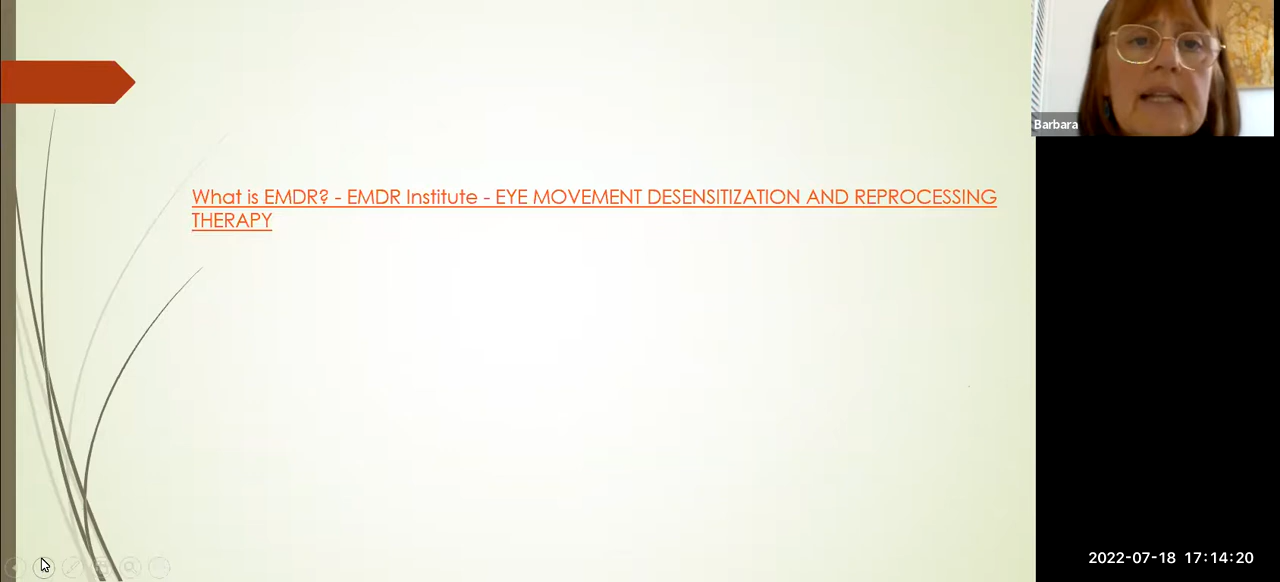 What is EMDR? - EMDR Institute - EYE MOVEMENT DESENSITIZATION AND REPROCESSING
THERAPY
Barbara
2022-07-18 17:14:20